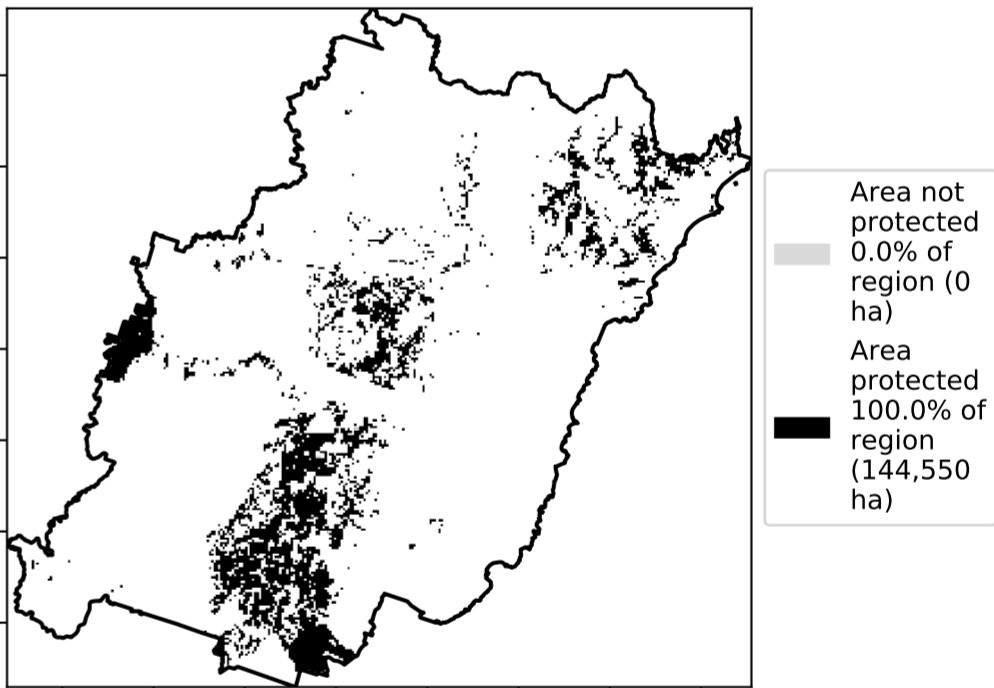 Area not
protected
0.0% of
region (0
ha)
Area
protected
100.0% of
region
(144,550
ha)